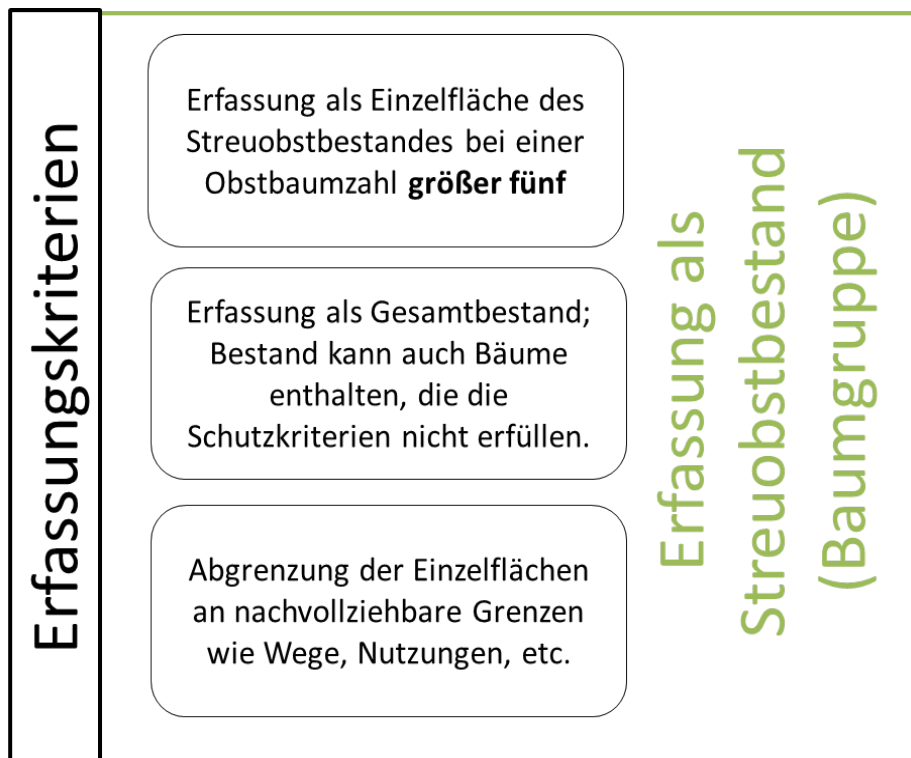 Erfassungskriterien
Erfassung als Einzelfläche des
Streuobstbestandes bei einer
Obstbaumzahl größer fünf
Erfassung als Gesamtbestand;
Bestand kann auch Bäume
enthalten, die die
Schutzkriterien nicht erfüllen.
Abgrenzung der Einzelflächen
an nachvollziehbare Grenzen
wie Wege, Nutzungen, etc.
Erfassung als
Streuobstbestand
(Baumgruppe)